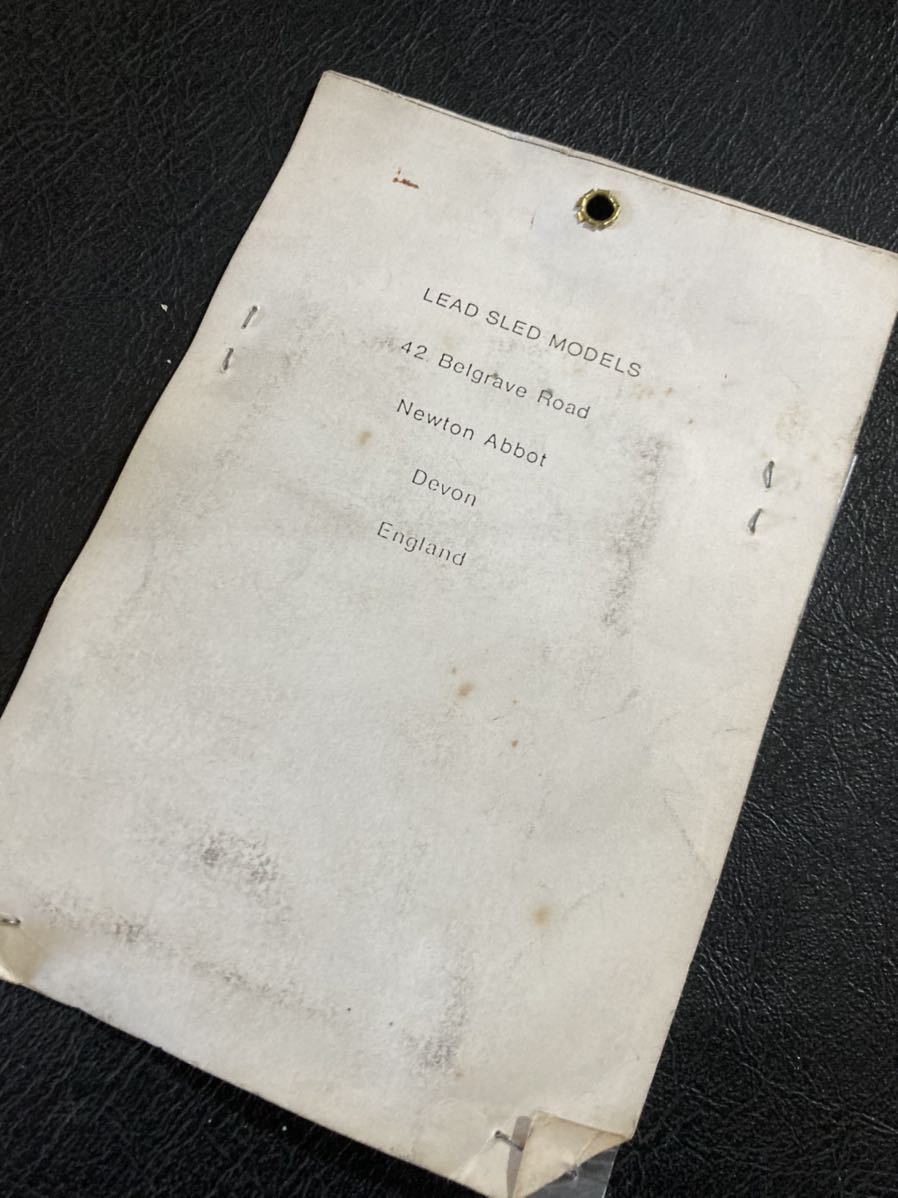 LEAD SLED MODELS
42 Belgrave Road
Newton Abbot
Devon
England